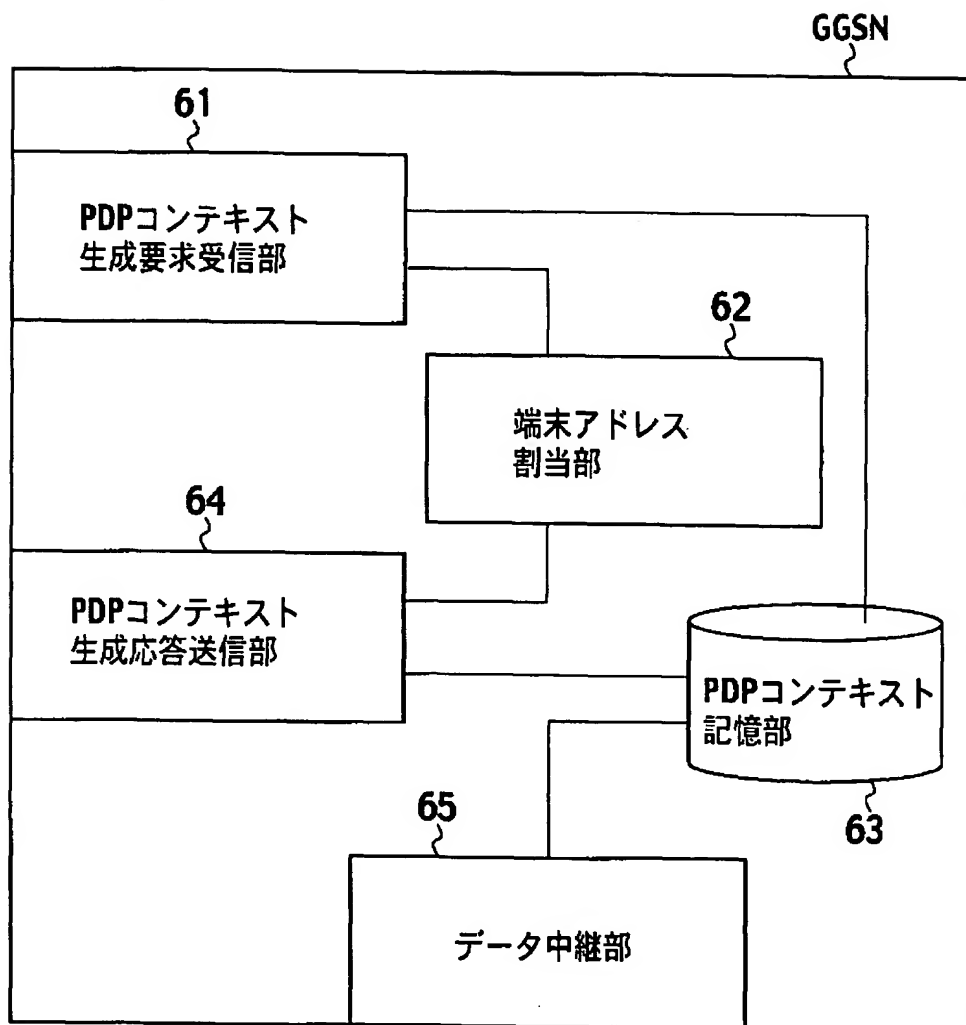 GGSN
61
PDPコンテキスト
生成要求受信部
62
端末アドレス
割当部
64
PDPコンテキスト
生成応答送信部
PDPコンテキスト
記憶部
63
65
データ中継部